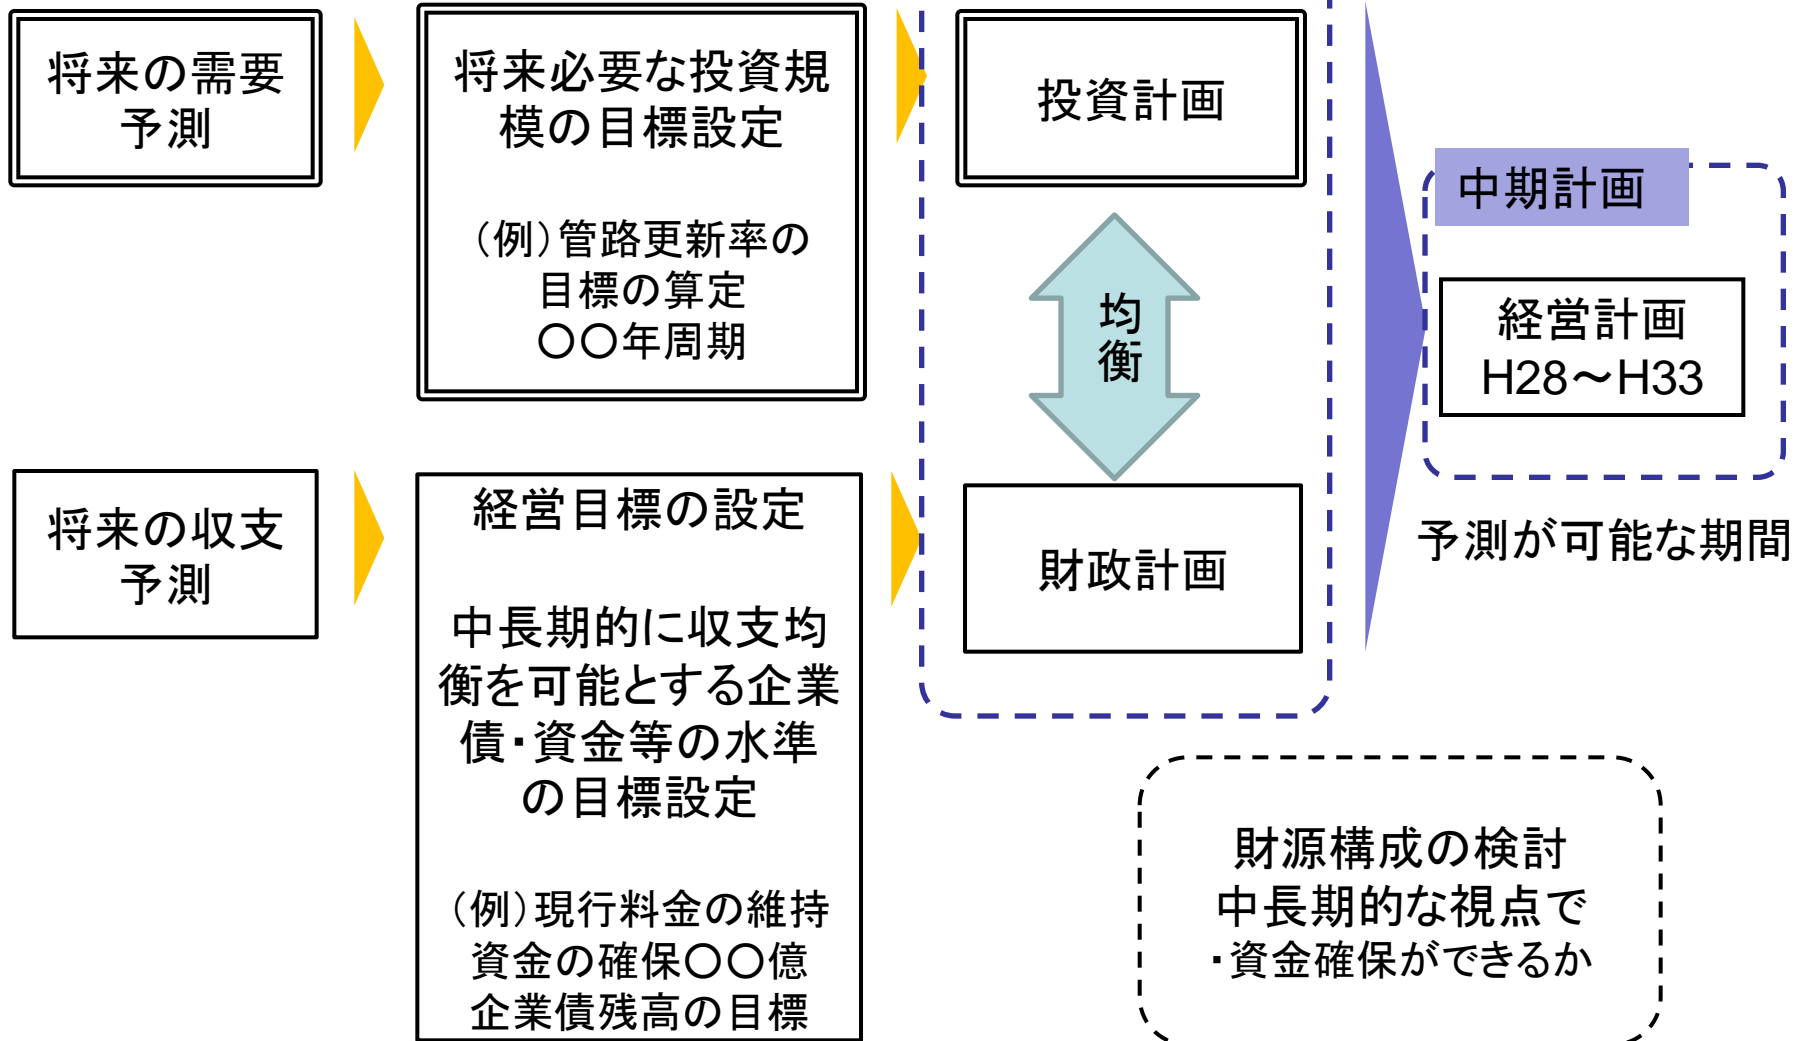 将来の需要
予測
将来必要な投資規
模の目標設定
（例）管路更新率の
目標の算定
〇〇年周期
投資計画
均
衡
中期計画
経営計画
H28～H33
予測が可能な期間
将来の収支
予測
経営目標の設定
中長期的に収支均
衡を可能とする企業
債・資金等の水準
の目標設定
（例）現行料金の維持
資金の確保〇〇億
企業債残高の目標
財政計画
財源構成の検討
中長期的な視点で
・資金確保ができるか